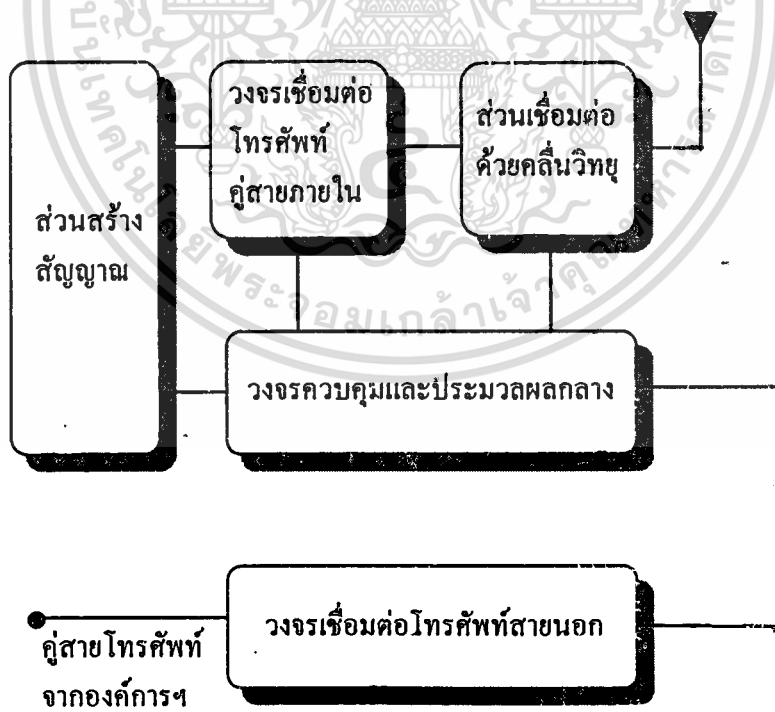 วงจรเชื่อมต่อ
โทรศัพท์
คู่สายภายใน
ส่วนเชื่อมต่อ
ด้วยคลื่นวิทยุ
ส่วนสร้าง
สัญญาณ
วงจรควบคุมและประมวลผลกลาง
วงจรเชื่อมต่อโทรศัพท์สายนอก
คู่สายโทรศัพท์
จากองค์การฯ